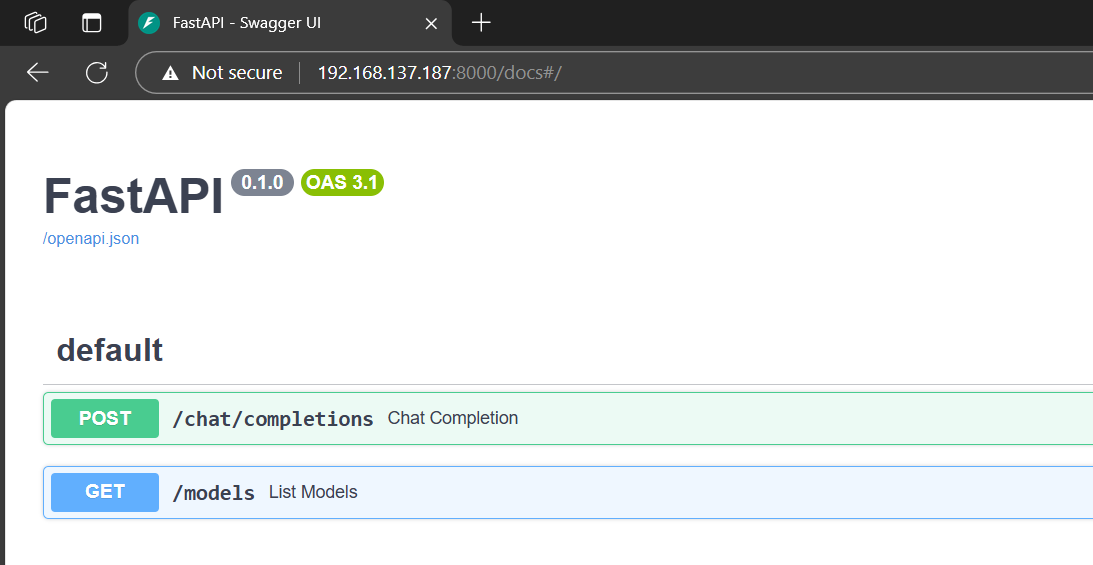 FastAPI - Swagger UI
Not secure 192.168.137.187:8000/docs#/
FastAPI 0.1.0 OAS 3.1
/openapi.json
default
POST /chat/completions Chat Completion
GET /models List Models